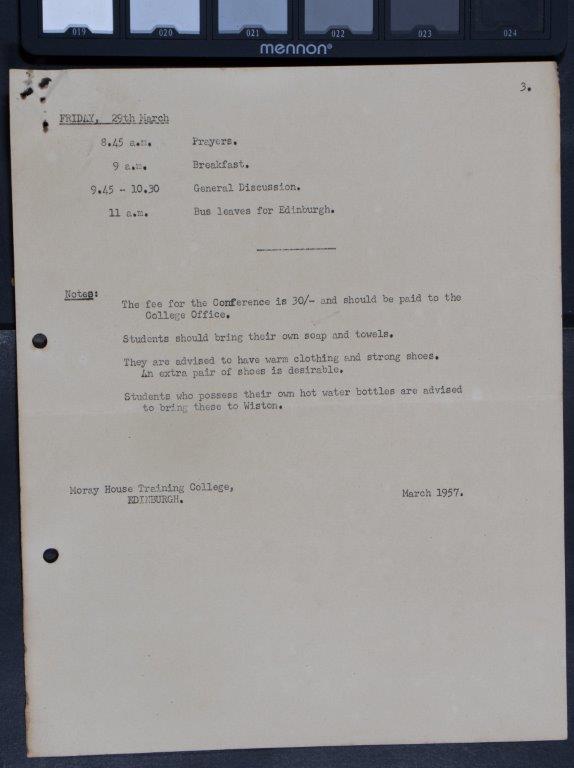 019 020 021 022 023 024
mennon®
3.
FRIDAY, 29th March
8.45 a.m. Prayers.
9 a.m. Breakfast.
9.45 - 10.30 General Discussion.
11 a.m. Bus leaves for Edinburgh.
Notes:
The fee for the Conference is 30/- and should be paid to the
College Office.
Students should bring their own soap and towels.
They are advised to have warm clothing and strong shoes.
An extra pair of shoes is desirable.
Students who possess their own hot water bottles are advised
to bring these to Wiston.
Moray House Training College,
EDINBURGH.
March 1957.